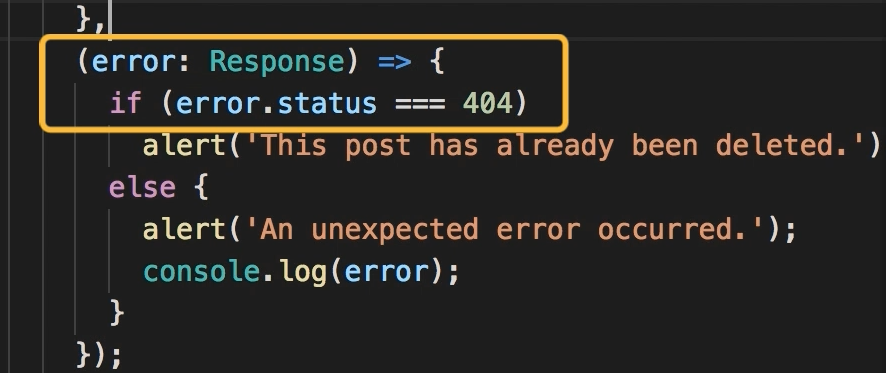 },
(error: Response) => {
if (error.status === 404)
alert('This post has already been deleted.')
else {
alert('An unexpected error occurred.');
console.log(error);
}
});